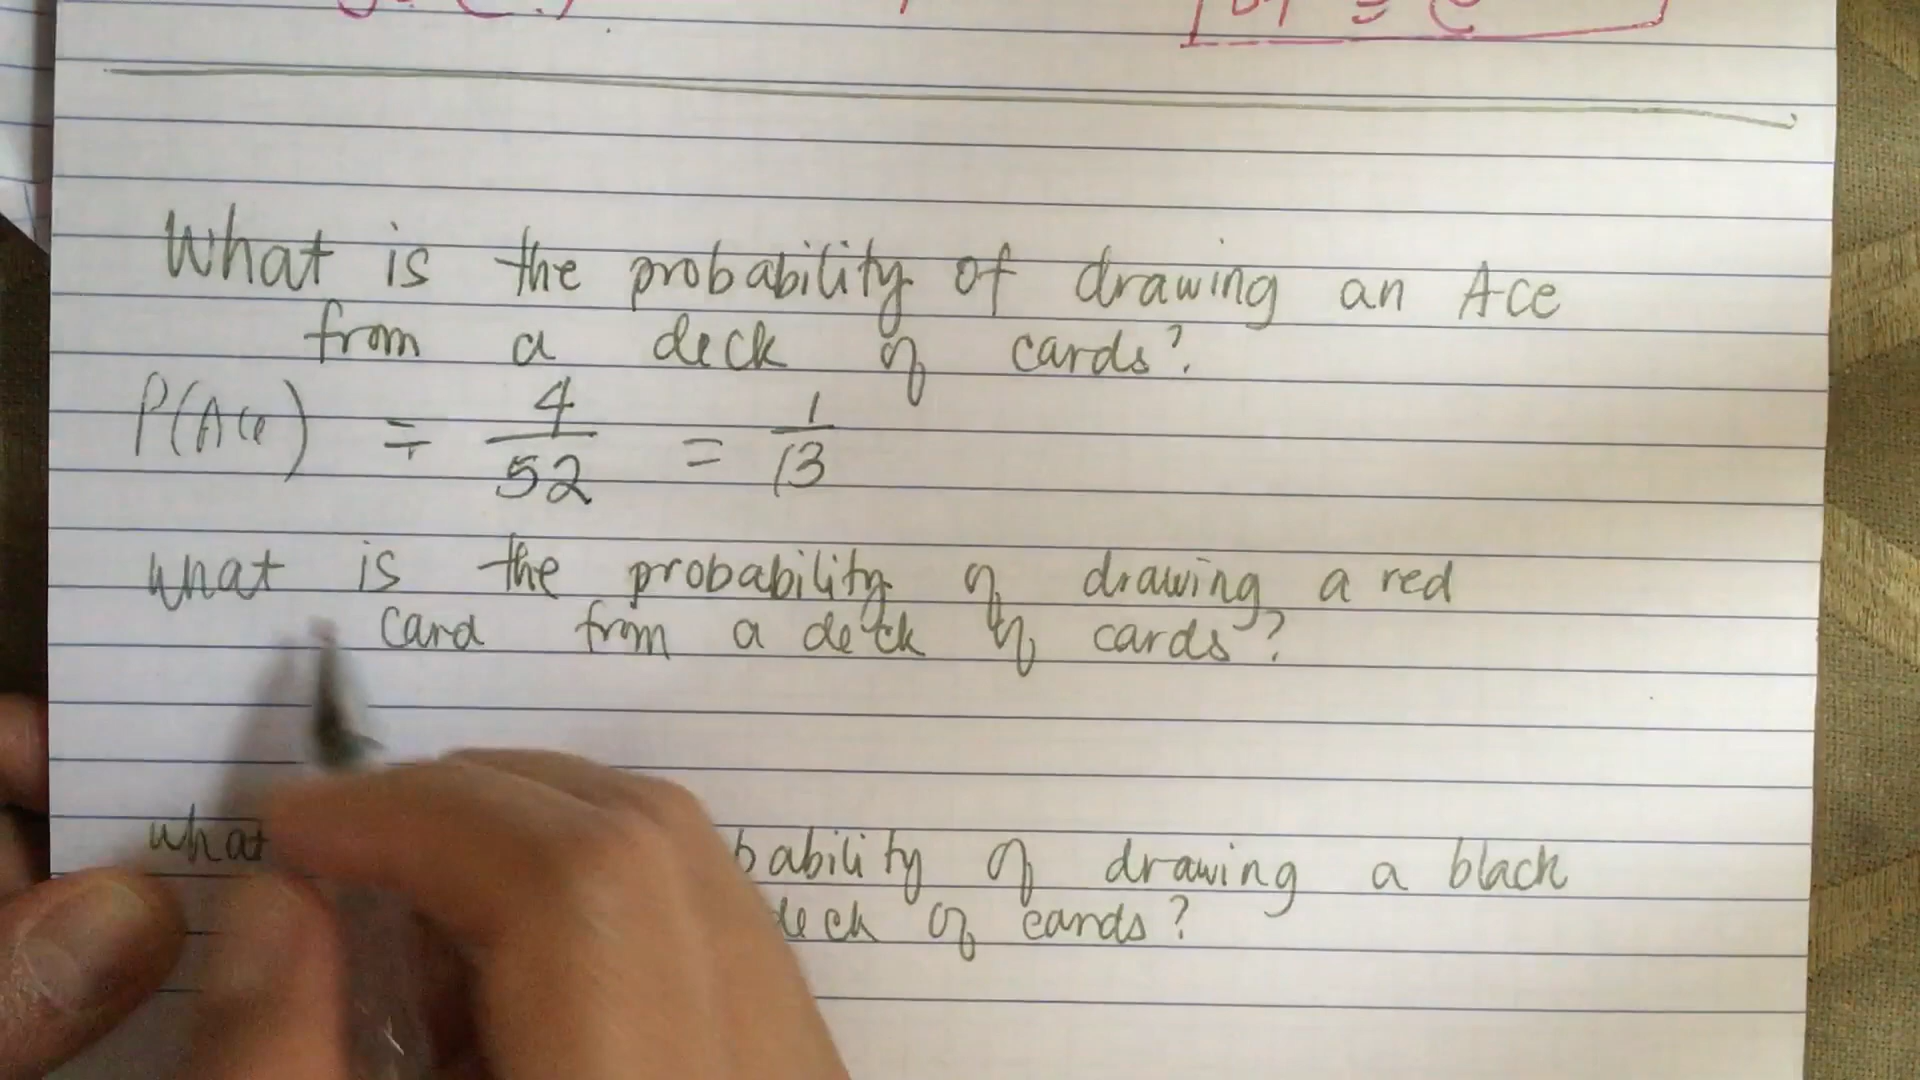 What is the probability of drawing an Ace
from a deck of cards?
P(Ace) = 4/52 = 1/13
What is the probability of drawing a red
card from a deck of cards?
what bability of drawing a black
deck of cards?